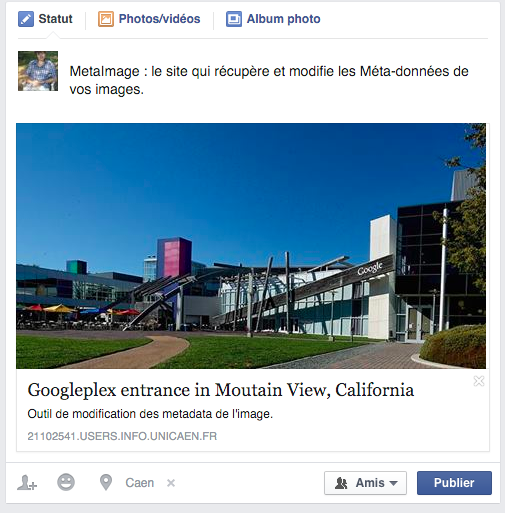 Statut Photos/vidéos Album photo
MetaImage : le site qui récupère et modifie les Méta-données de
vos images.
Google
Googleplex entrance in Moutain View, California
Outil de modification des metadata de l'image.
21102541.USERS.INFO.UNICAEN.FR
Caen Amis Publier